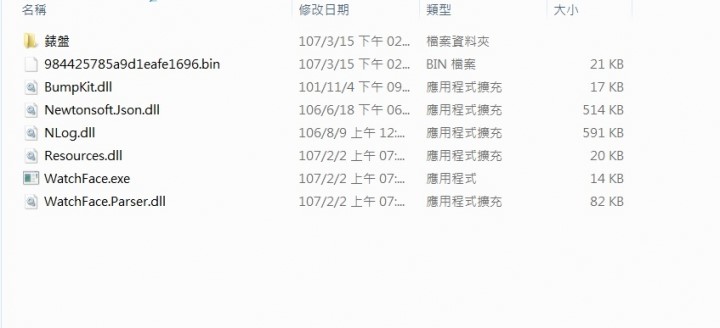 名稱 修改日期 類型 大小
錶盤 107/3/15 下午 02... 檔案資料夾
984425785a9d1eafe1696.bin 107/3/15 下午 02... BIN 檔案 21 KB
BumpKit.dll 101/11/4 下午 09... 應用程式擴充 17 KB
Newtonsoft.Json.dll 106/6/18 下午 06... 應用程式擴充 514 KB
NLog.dll 106/8/9 上午 12:... 應用程式擴充 591 KB
Resources.dll 107/2/2 上午 07:... 應用程式擴充 20 KB
WatchFace.exe 107/2/2 上午 07:... 應用程式 14 KB
WatchFace.Parser.dll 107/2/2 上午 07:... 應用程式擴充 82 KB